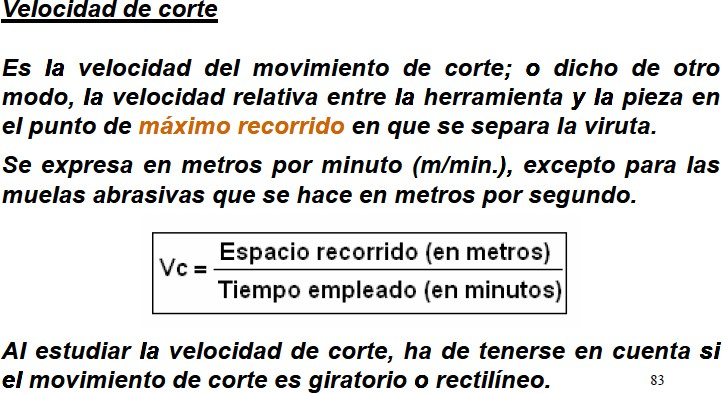 Velocidad de corte
Es la velocidad del movimiento de corte; o dicho de otro
modo, la velocidad relativa entre la herramienta y la pieza en
el punto de máximo recorrido en que se separa la viruta.
Se expresa en metros por minuto (m/min.), excepto para las
muelas abrasivas que se hace en metros por segundo.
Vc = Espacio recorrido (en metros)
Tiempo empleado (en minutos)
Al estudiar la velocidad de corte, ha de tenerse en cuenta si
el movimiento de corte es giratorio o rectilíneo.
83